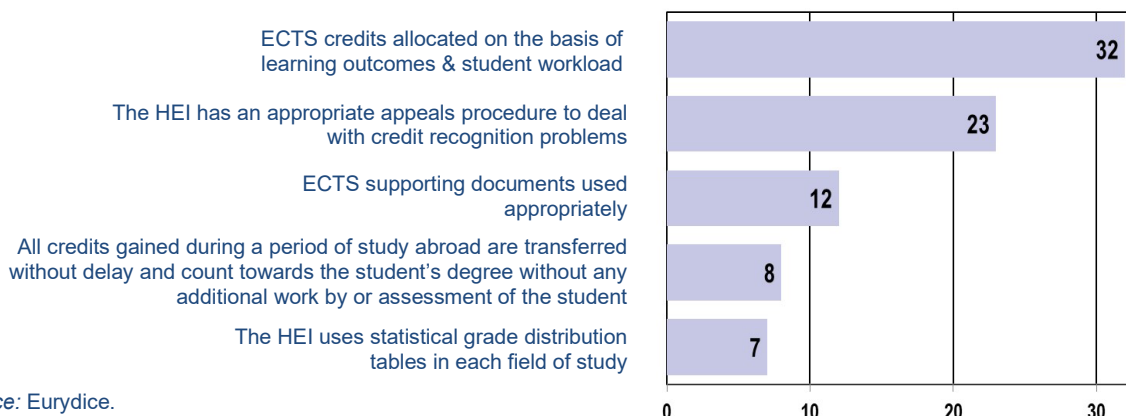 ECTS credits allocated on the basis of
learning outcomes & student workload
32
The HEI has an appropriate appeals procedure to deal
with credit recognition problems
23
ECTS supporting documents used
appropriately
12
All credits gained during a period of study abroad are transferred
without delay and count towards the student’s degree without any
additional work by or assessment of the student
8
The HEI uses statistical grade distribution
tables in each field of study
7
0 10 20 30
ce: Eurydice.